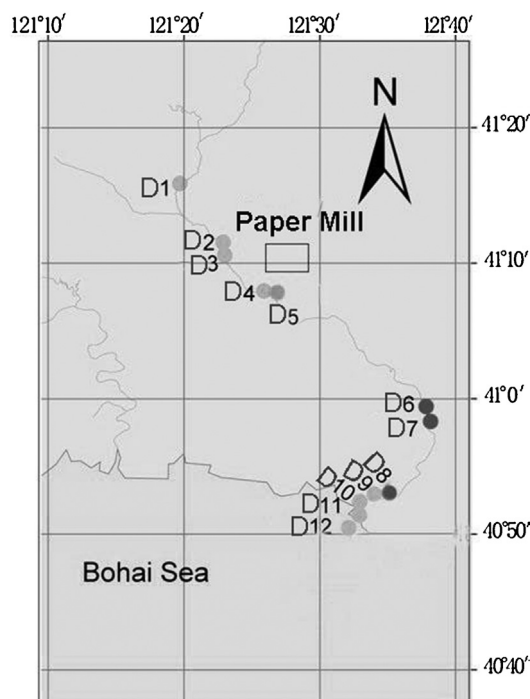 121°10′ 121°20′ 121°30′ 121°40′
N
41°20′
D1
Paper Mill
D2
D3
41°10′
D4
D5
41°0′
D6
D7
D8
D9
D10
D11
D12
40°50′
Bohai Sea
40°40′